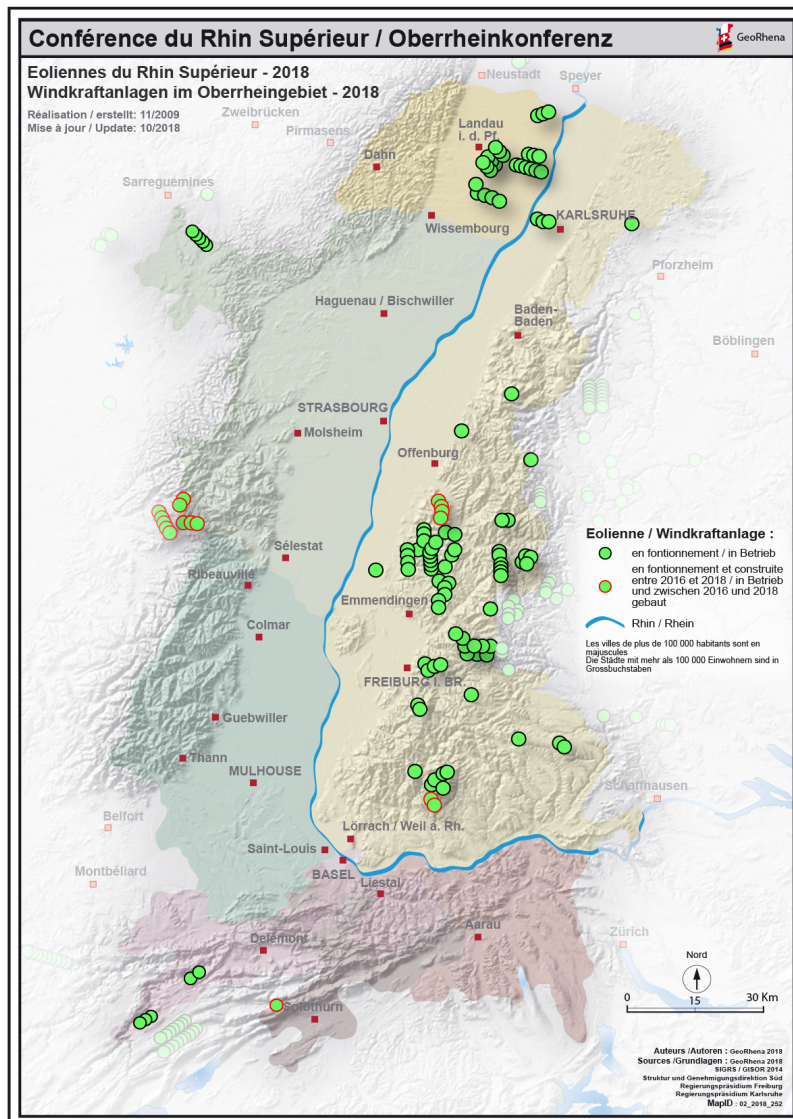 Conférence du Rhin Supérieur / Oberrheinkonferenz
GeoRhena
Eoliennes du Rhin Supérieur - 2018
Windkraftanlagen im Oberrheingebiet - 2018
Réalisation / erstellt: 11/2009
Mise à jour / Update: 10/2018
Neustadt
Speyer
Zweibrücken
Pirmasens
Landau
i. d. Pf.
Dahn
Sarreguemines
Wissembourg
KARLSRUHE
Pforzheim
Haguenau / Bischwiller
Baden-
Baden
Böblingen
STRASBOURG
Molsheim
Offenburg
Eolienne / Windkraftanlage :
en fontionnement / in Betrieb
en fontionnement et construite
entre 2016 et 2018 / in Betrieb
und zwischen 2016 und 2018
gebaut
Rhin / Rhein
Les villes de plus de 100 000 habitants sont en
majuscules
Die Städte mit mehr als 100 000 Einwohnern sind in
Grossbuchstaben
Sélestat
Ribeauvillé
Emmendingen
Colmar
FREIBURG I. BR.
Guebwiller
Thann
MULHOUSE
Schaffhausen
Belfort
Lörrach / Weil a. Rh.
Saint-Louis
BASEL
Montbéliard
Liestal
Aarau
Zürich
Delémont
Nord
Solothurn
0
15
30 Km
Auteurs /Autoren : GeoRhena 2018
Sources /Grundlagen : GeoRhena 2018
SIGRS / GISOR 2014
Struktur und Genehmigungsdirektion Süd
Regierungspräsidium Freiburg
Regierungspräsidium Karlsruhe
MapID : 02_2018_252